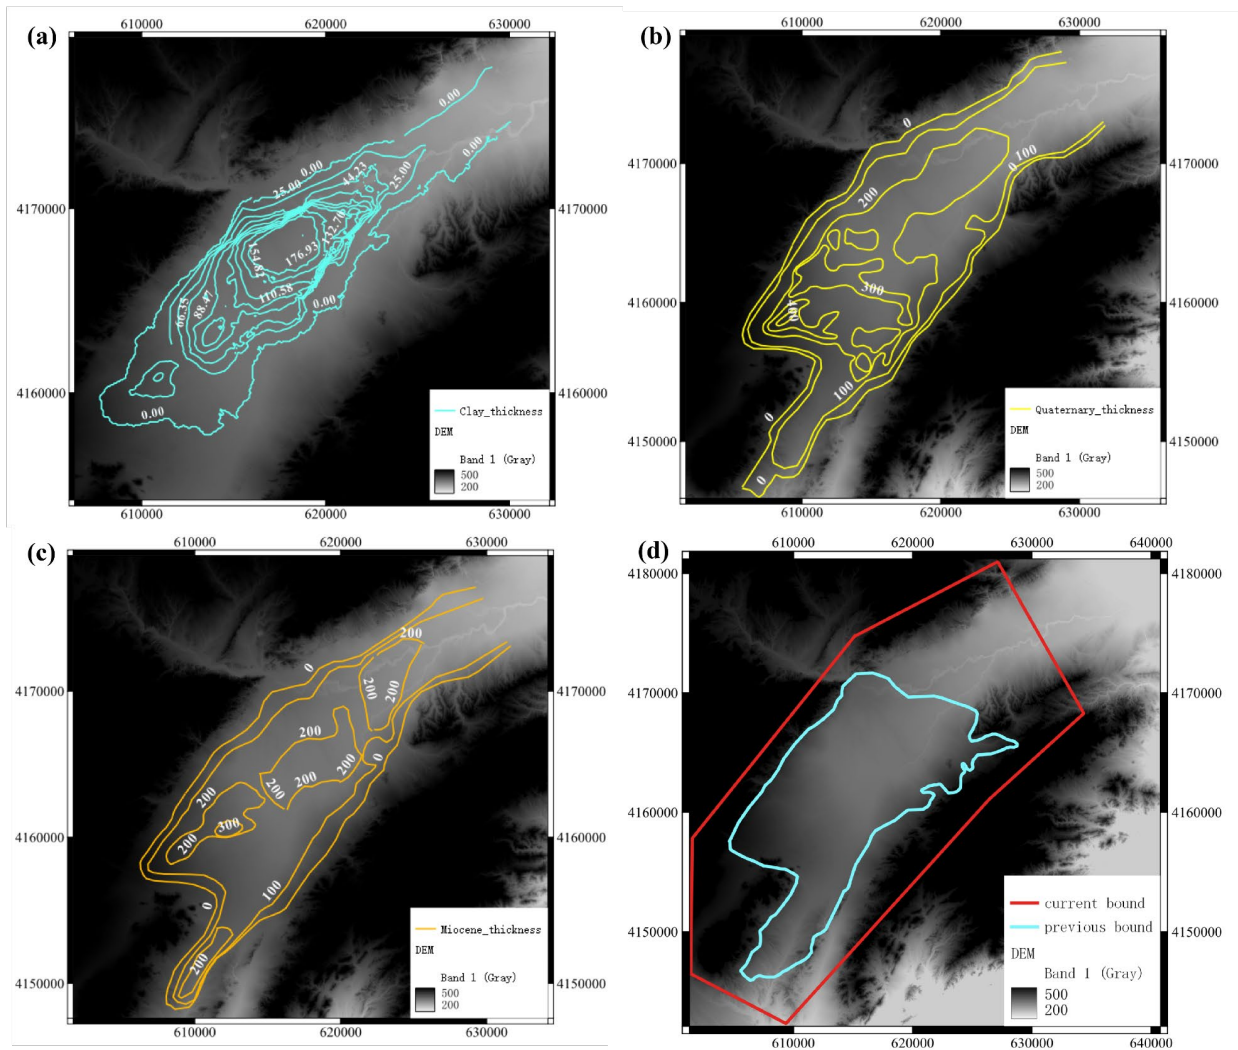 (a)
610000 620000 630000
0.00
0.00
0.00
25.00
44.23
25.00
4170000 4170000
132.70
154.82
176.93
66.35
88.47
110.58
0.00
4160000 4160000
0.00
Clay_thickness
DEM
Band 1 (Gray)
500
200
610000 620000 630000
(b)
610000 620000 630000
0
4170000 4170000
0 100
200
4160000 4160000
300
400
100
0
4150000 4150000
0
Quaternary_thickness
DEM
Band 1 (Gray)
500
200
610000 620000 630000
(c)
610000 620000 630000
200
0
4170000 4170000
200
200
200
0
200
200
200
200
4160000 4160000
300
200
100
0
200
4150000 4150000
Miocene_thickness
DEM
Band 1 (Gray)
500
200
610000 620000 630000
(d)
610000 620000 630000 640000
4180000 4180000
4170000 4170000
4160000 4160000
4150000 4150000
current bound
previous bound
DEM
Band 1 (Gray)
500
200
610000 620000 630000 640000